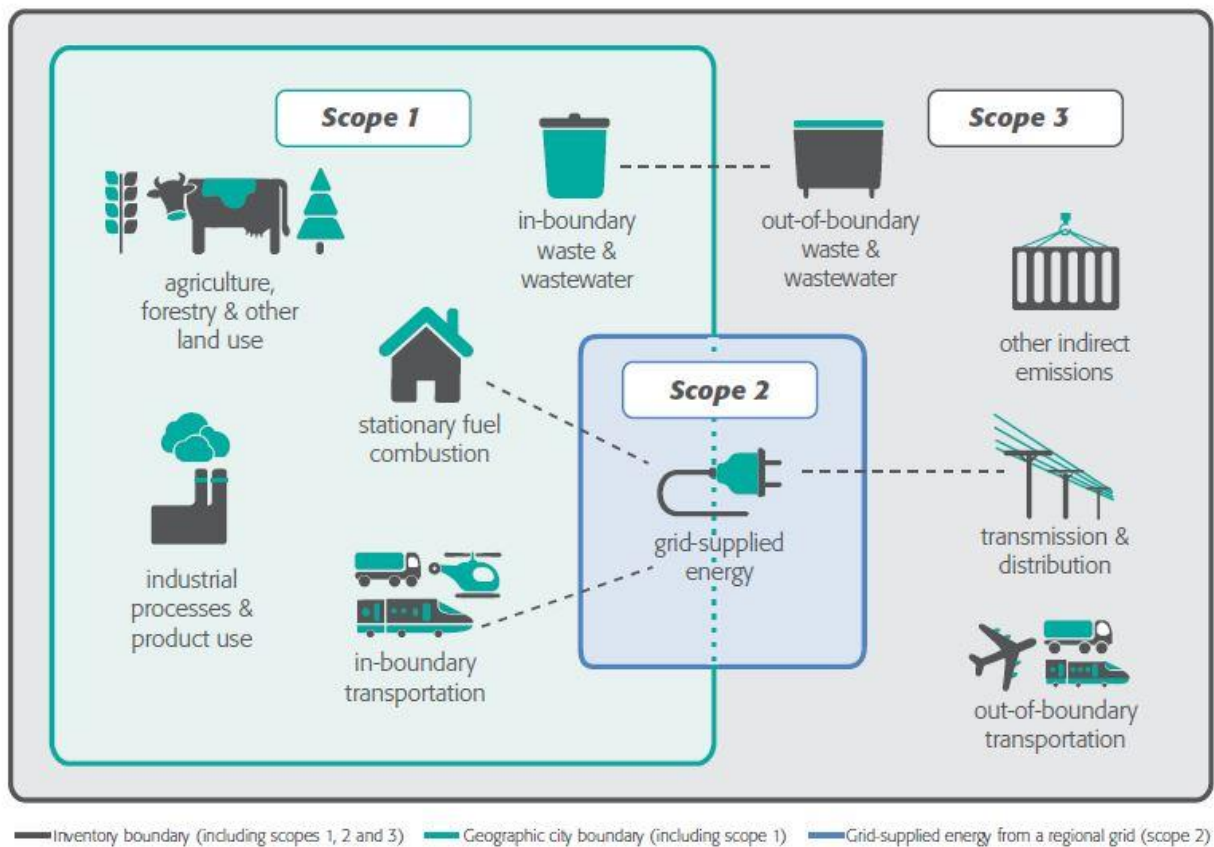 Scope 1
Scope 3
agriculture,
forestry & other
land use
in-boundary
waste &
wastewater
out-of-boundary
waste &
wastewater
other indirect
emissions
stationary fuel
combustion
Scope 2
grid-supplied
energy
transmission &
distribution
industrial
processes &
product use
in-boundary
transportation
out-of-boundary
transportation
Inventory boundary (including scopes 1, 2 and 3) Geographic city boundary (including scope 1) Grid-supplied energy from a regional grid (scope 2)